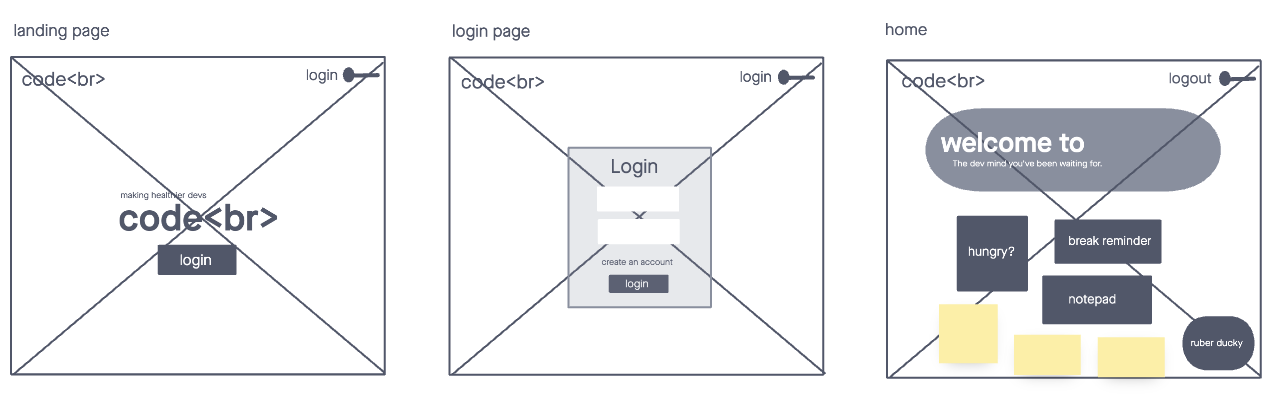 landing page
code<br>
login
making healthier devs
code<br>
login
login page
code<br>
login
Login
create an account
login
home
code<br>
logout
welcome to
The dev mind you've been waiting for.
hungry?
break reminder
notepad
ruber ducky